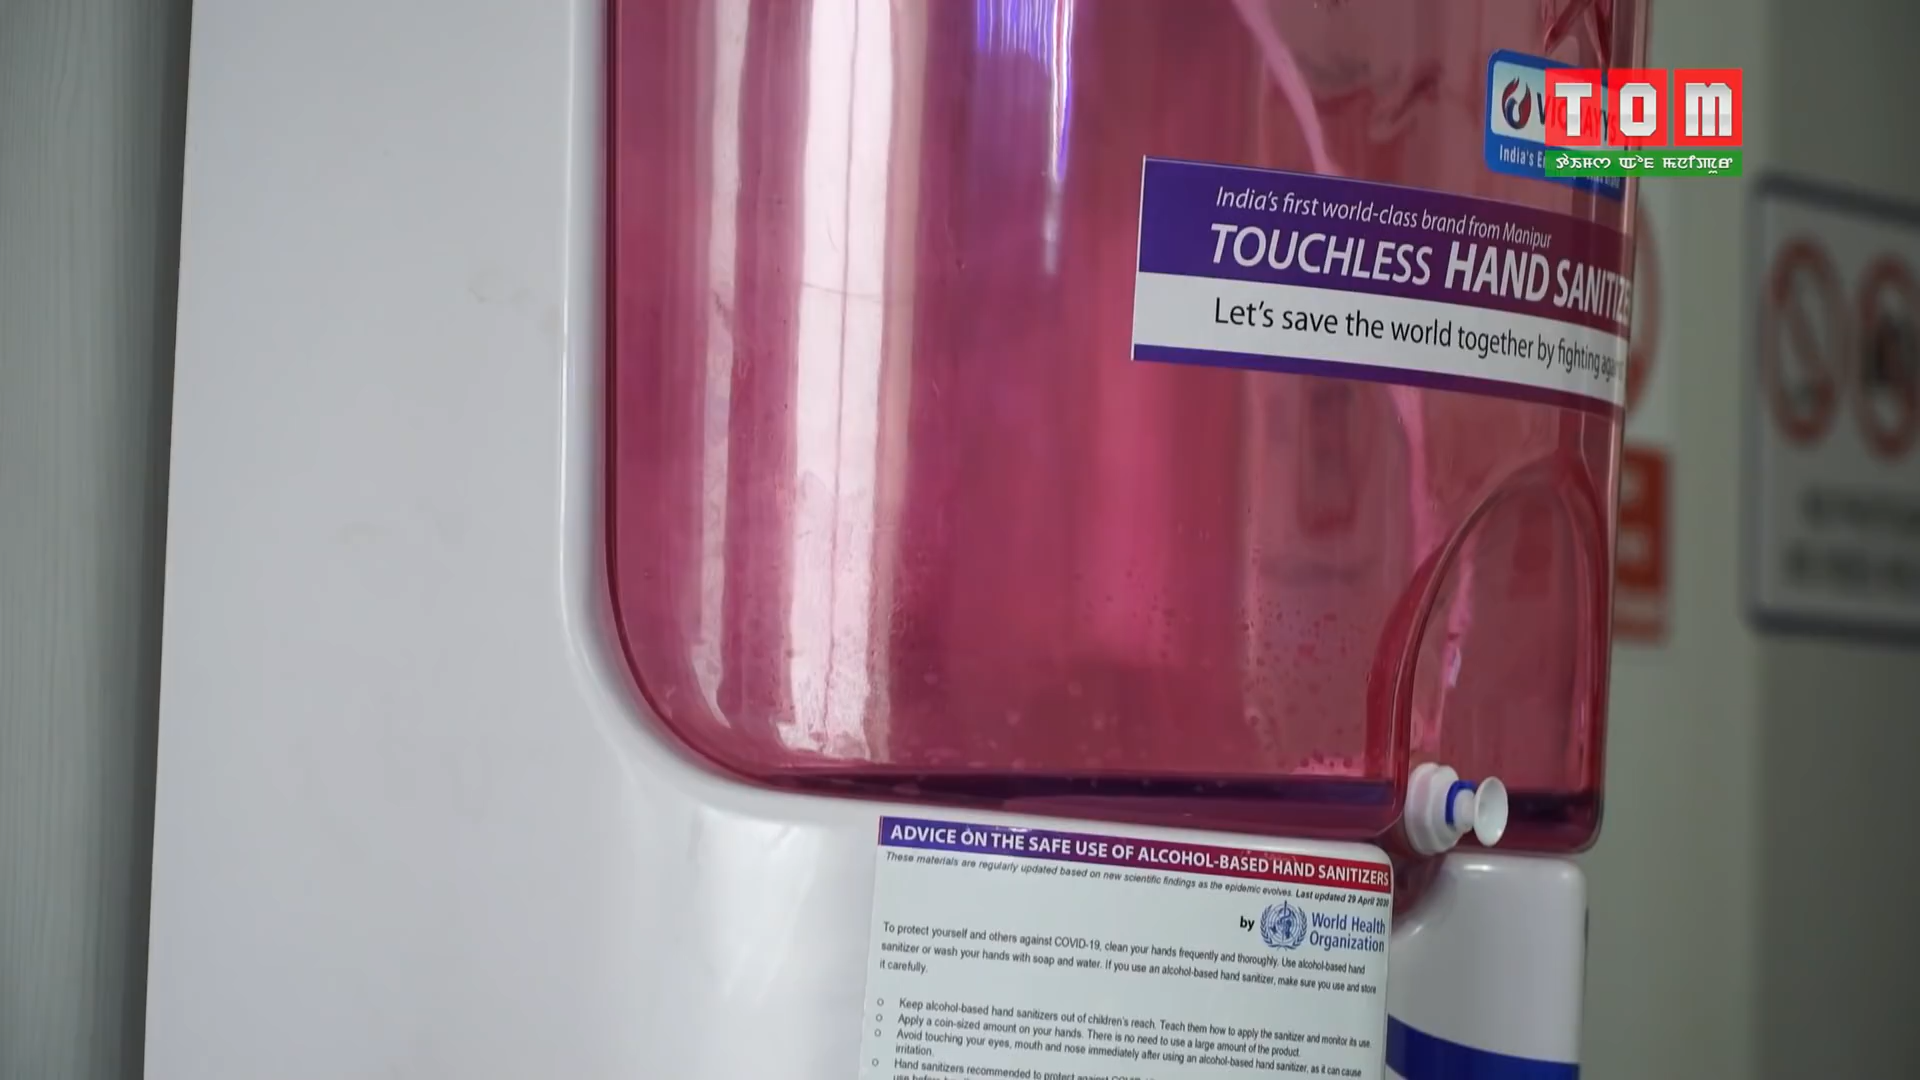 TOM
India's
India's first world-class brand from Manipur
TOUCHLESS HAND SANITIZE
Let's save the world together by fighting
ADVICE ON THE SAFE USE OF ALCOHOL-BASED HAND SANITIZERS
These materials are regularly updated based on new scientific findings as the epidemic evolves. Last updated 29 April 2020
by World Health
Organization
To protect yourself and others against COVID-19, clean your hands frequently and thoroughly. Use alcohol-based hand
sanitizer or wash your hands with soap and water. If you use an alcohol-based hand sanitizer, make sure you use and store
it carefully.
Keep alcohol-based hand sanitizers out of children's reach. Teach them how to apply the sanitizer and monitor its use.
Apply a coin-sized amount on your hands. There is no need to use a large amount of the product.
Avoid touching your eyes, mouth and nose immediately after using an alcohol-based hand sanitizer, as it can cause
irritation.
Hand sanitizers recommended to protect against